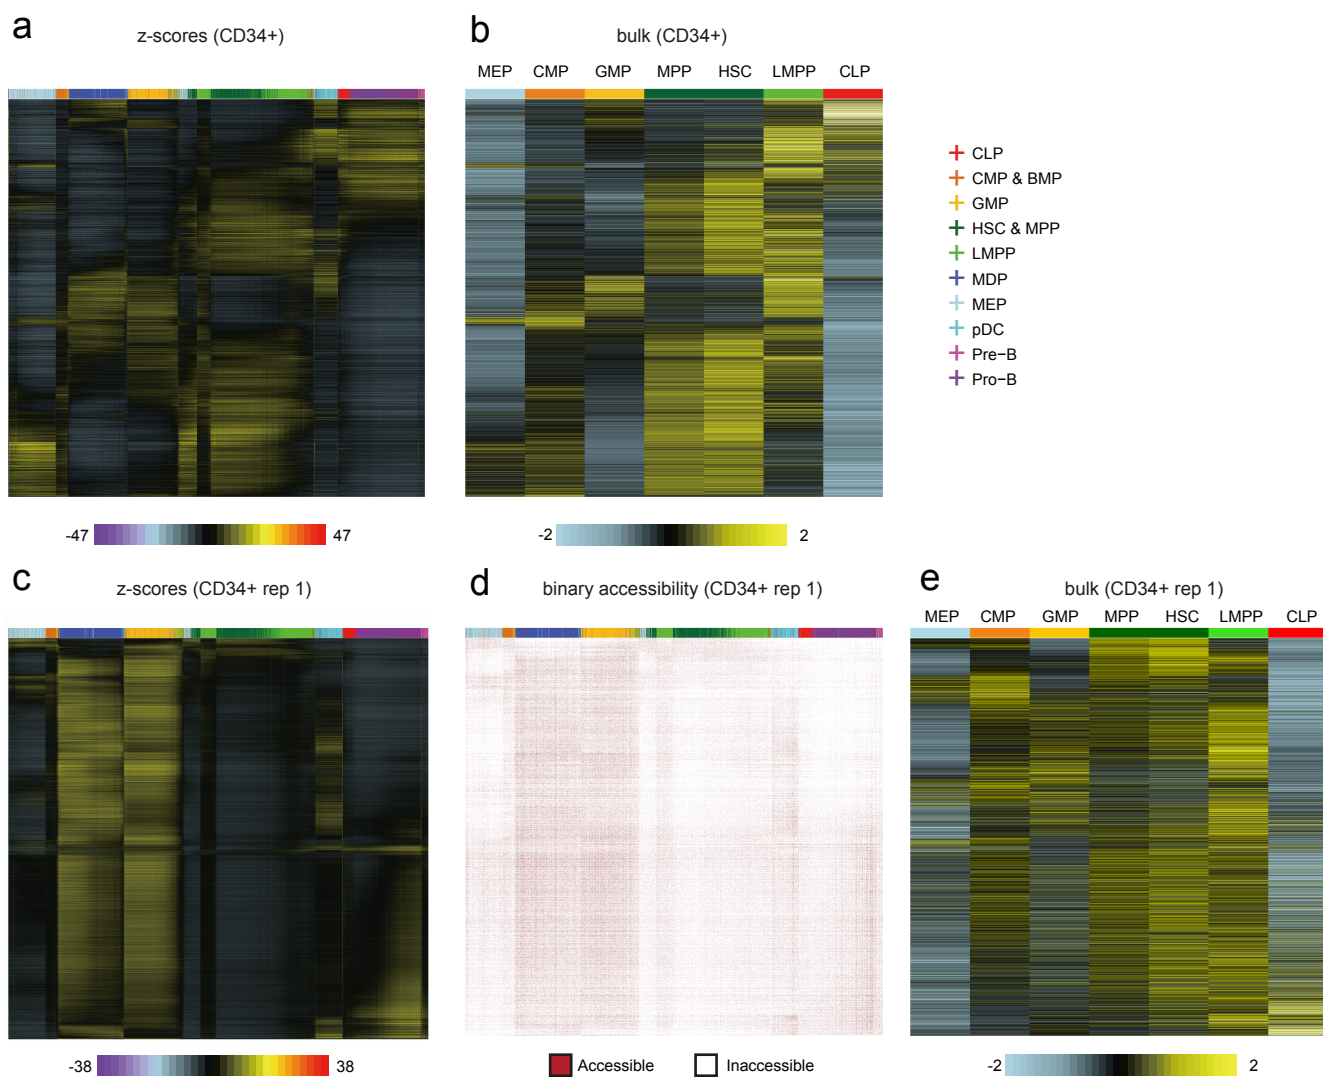 a
z-scores (CD34+)
-47 47
b
bulk (CD34+)
MEP CMP GMP MPP HSC LMPP CLP
-2 2
CLP
CMP & BMP
GMP
HSC & MPP
LMPP
MDP
MEP
pDC
Pre−B
Pro−B
c
z-scores (CD34+ rep 1)
-38 38
d
binary accessibility (CD34+ rep 1)
Accessible Inaccessible
e
bulk (CD34+ rep 1)
MEP CMP GMP MPP HSC LMPP CLP
-2 2